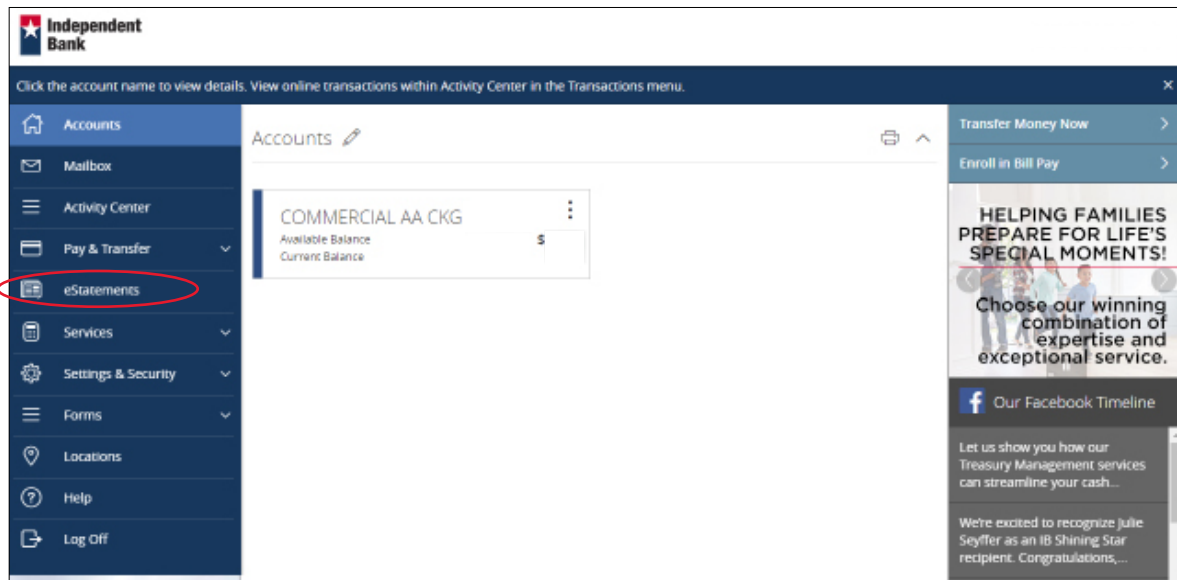 Independent
Bank
Click the account name to view details. View online transactions within Activity Center in the Transactions menu.
Accounts
Mailbox
Activity Center
Pay & Transfer
eStatements
Services
Settings & Security
Forms
Locations
Help
Log Off
Accounts
COMMERCIAL AA CKG
Available Balance
$
Current Balance
Transfer Money Now
Enroll in Bill Pay
HELPING FAMILIES
PREPARE FOR LIFE'S
SPECIAL MOMENTS!
Choose our winning
combination of
expertise and
exceptional service.
Our Facebook Timeline
Let us show you how our
Treasury Management services
can streamline your cash...
We're excited to recognize Julie
Seyffer as an IB Shining Star
recipient. Congratulations,...